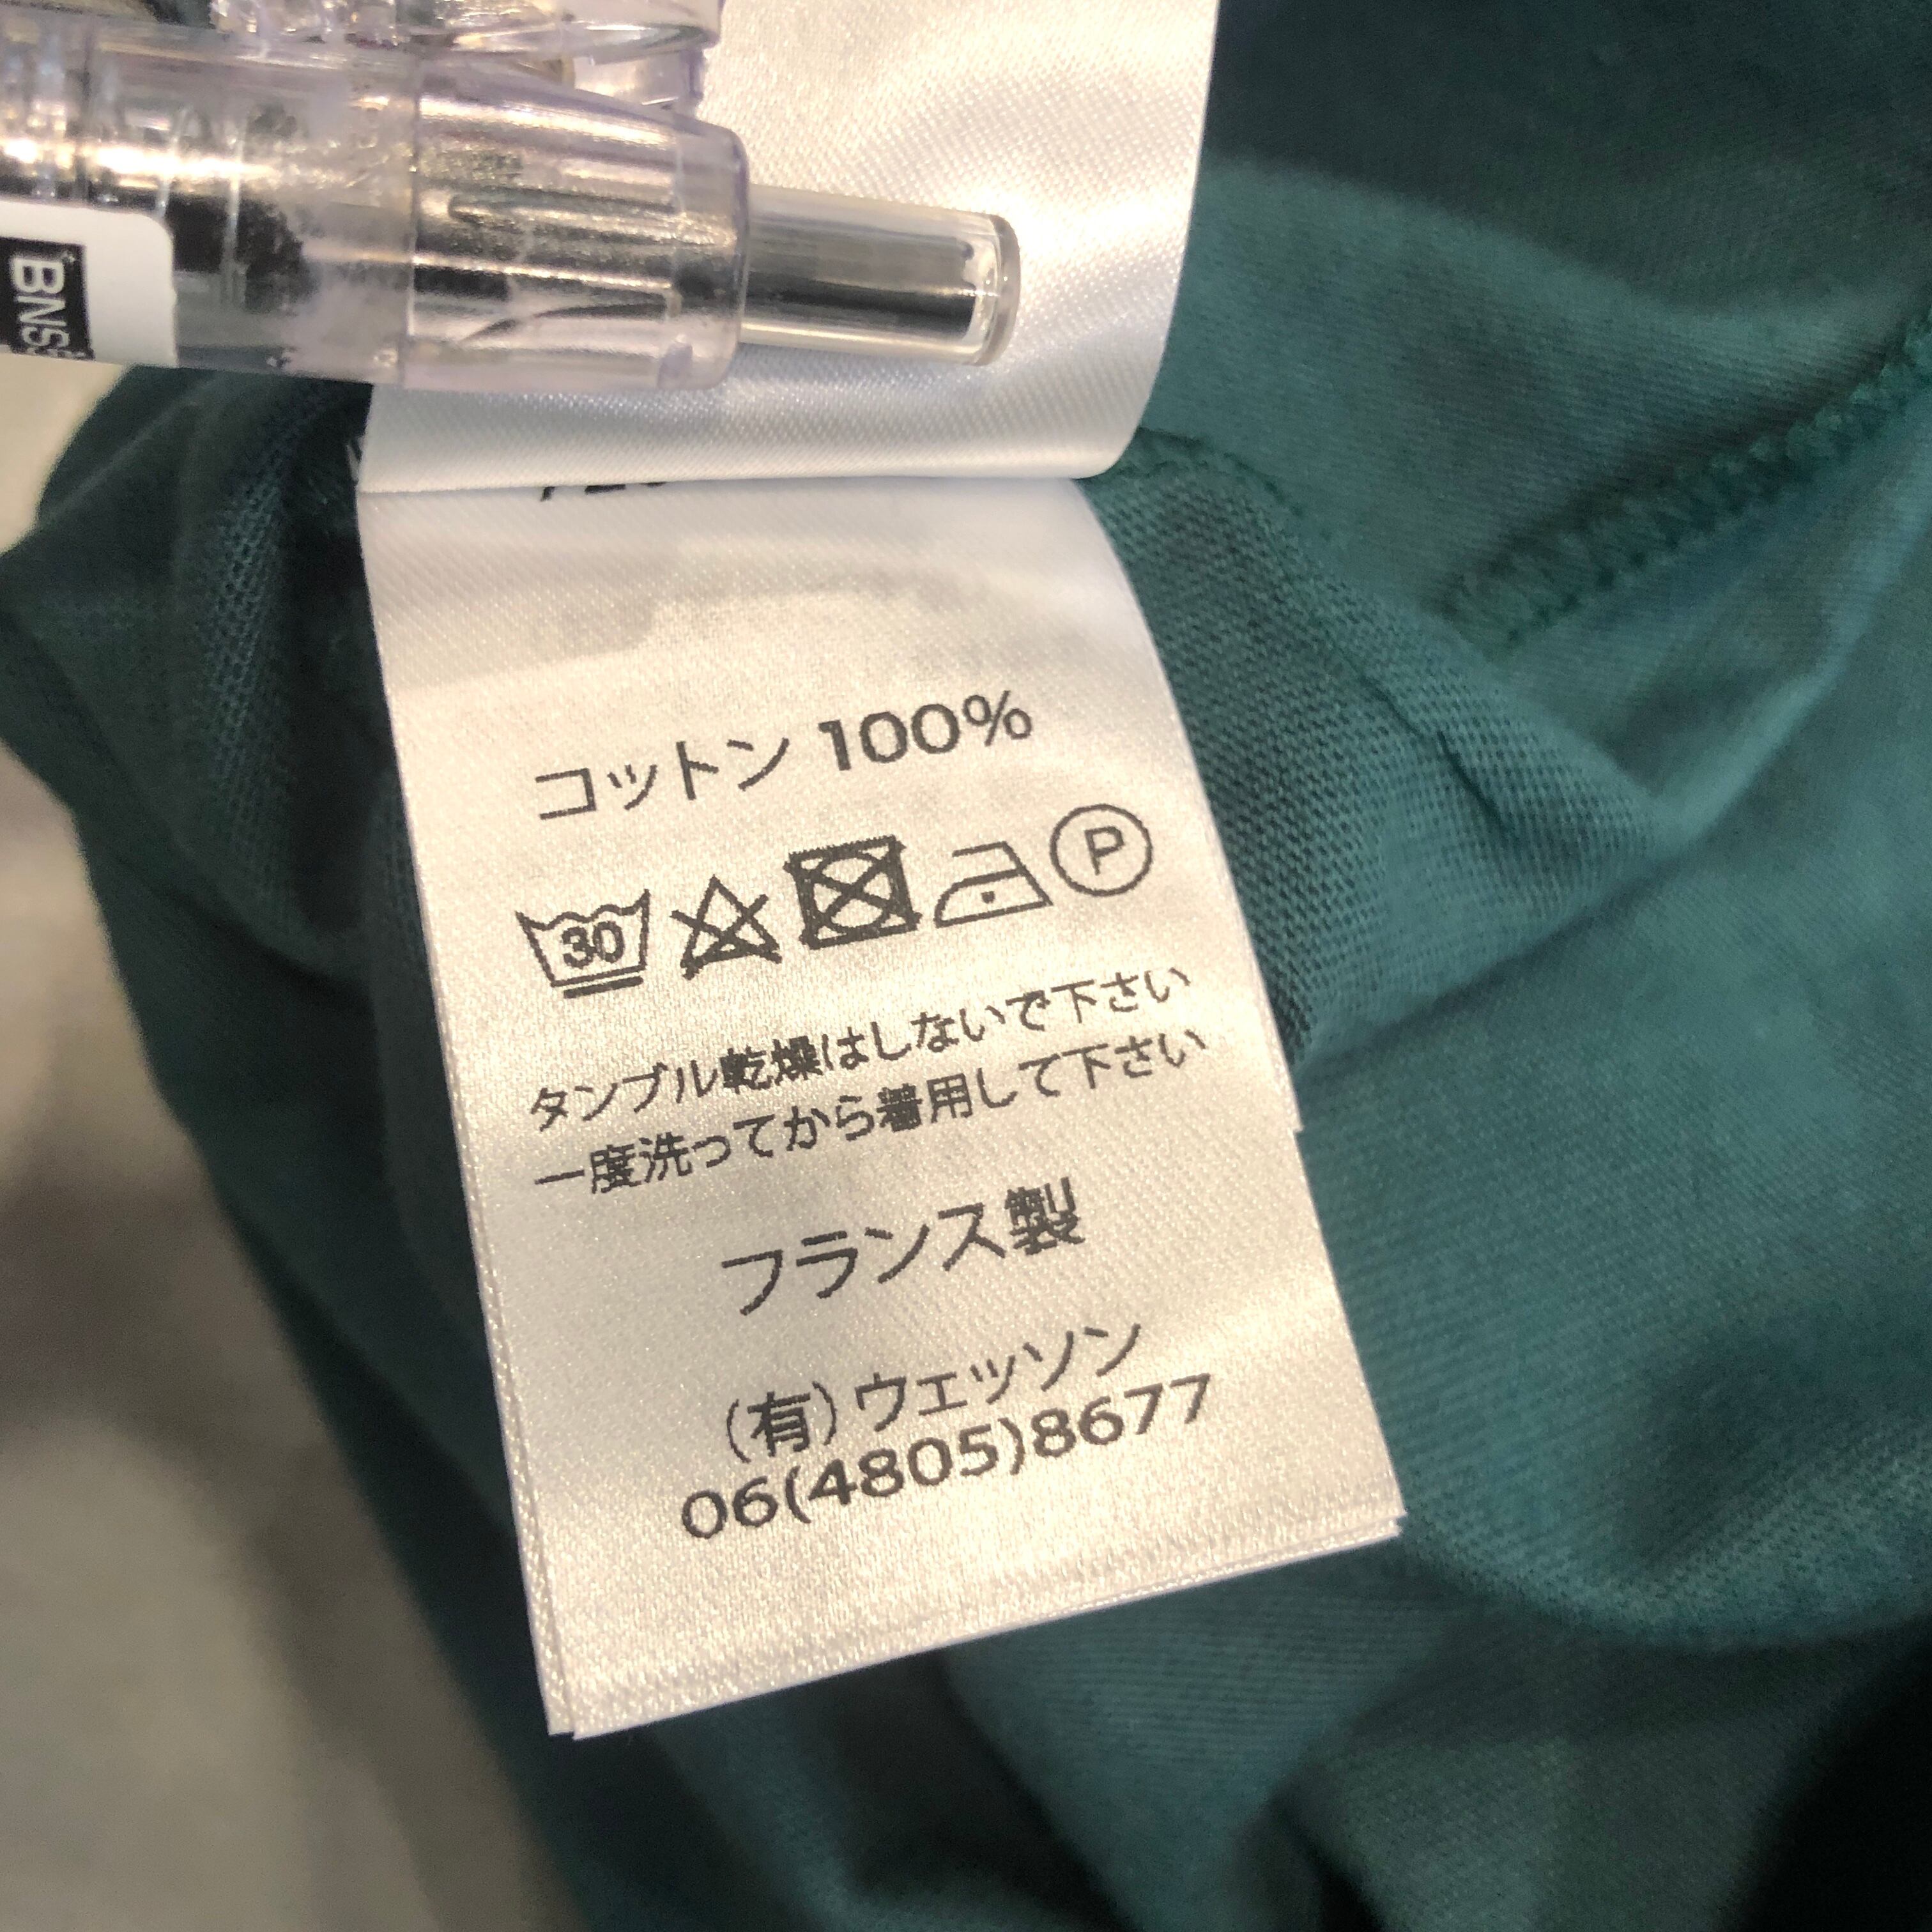 コットン 100%
30 P
タンブル乾燥はしないで下さい
一度洗ってから着用して下さい
フランス製
(有)ウェッソン
06(4805)8677